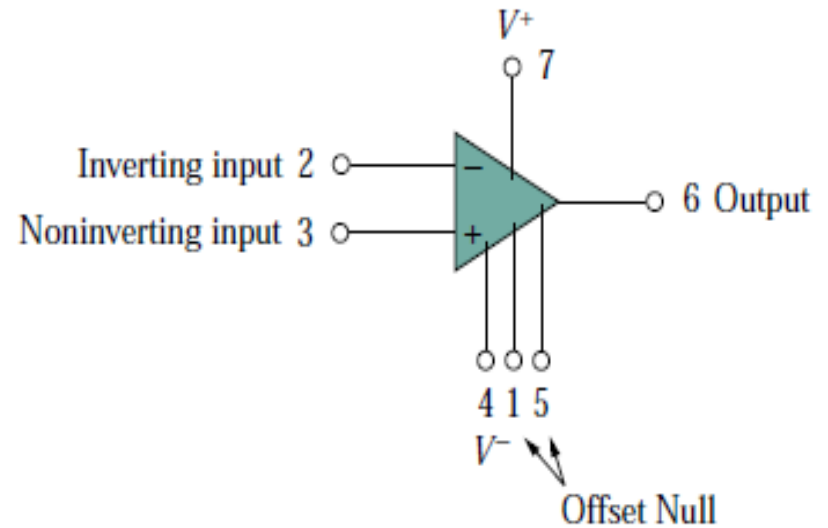 V+
7
Inverting input 2
−
6 Output
Noninverting input 3
+
4 1 5
V−
Offset Null